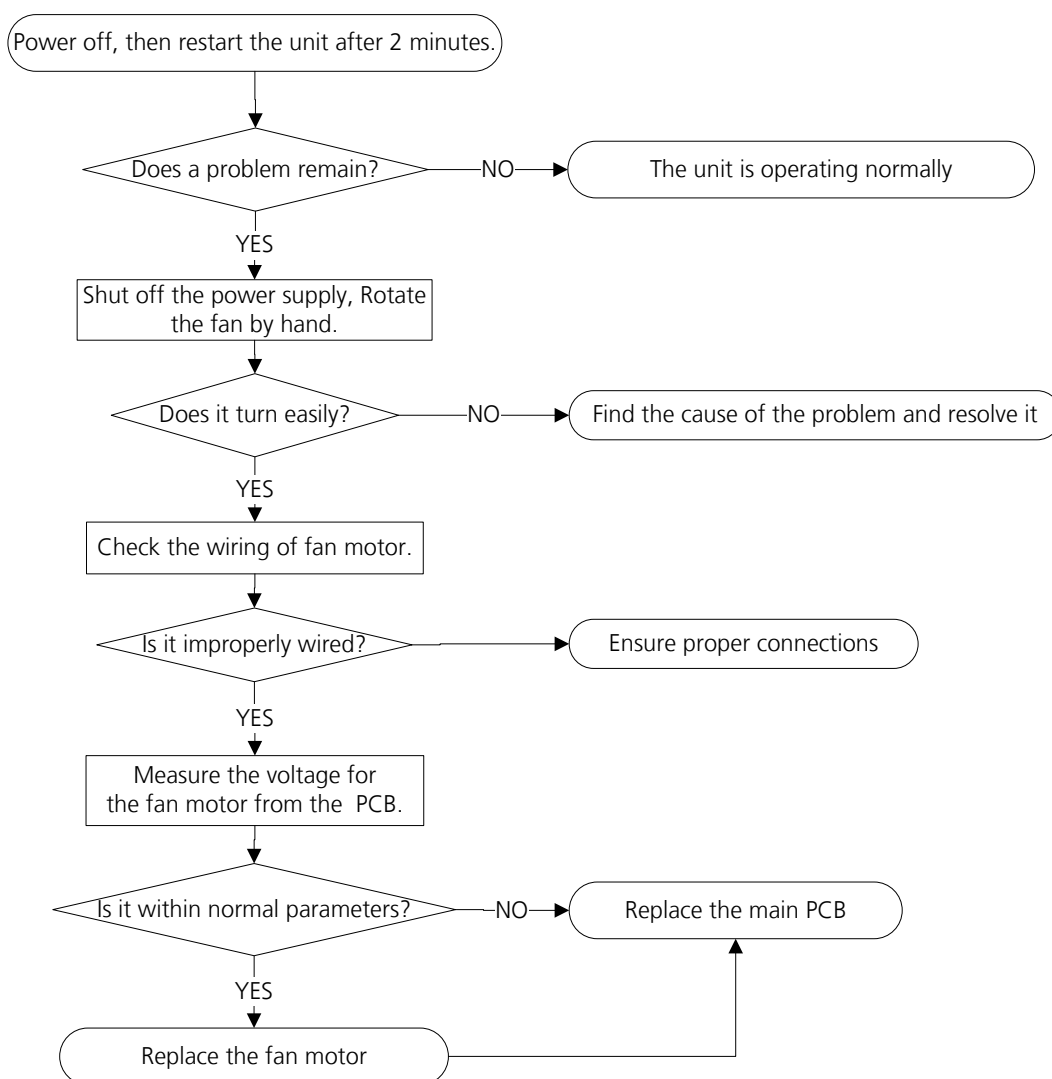 Power off, then restart the unit after 2 minutes.
Does a problem remain?
NO
The unit is operating normally
YES
Shut off the power supply, Rotate
the fan by hand.
Does it turn easily?
NO
Find the cause of the problem and resolve it
YES
Check the wiring of fan motor.
Is it improperly wired?
Ensure proper connections
YES
Measure the voltage for
the fan motor from the PCB.
Is it within normal parameters?
NO
Replace the main PCB
YES
Replace the fan motor